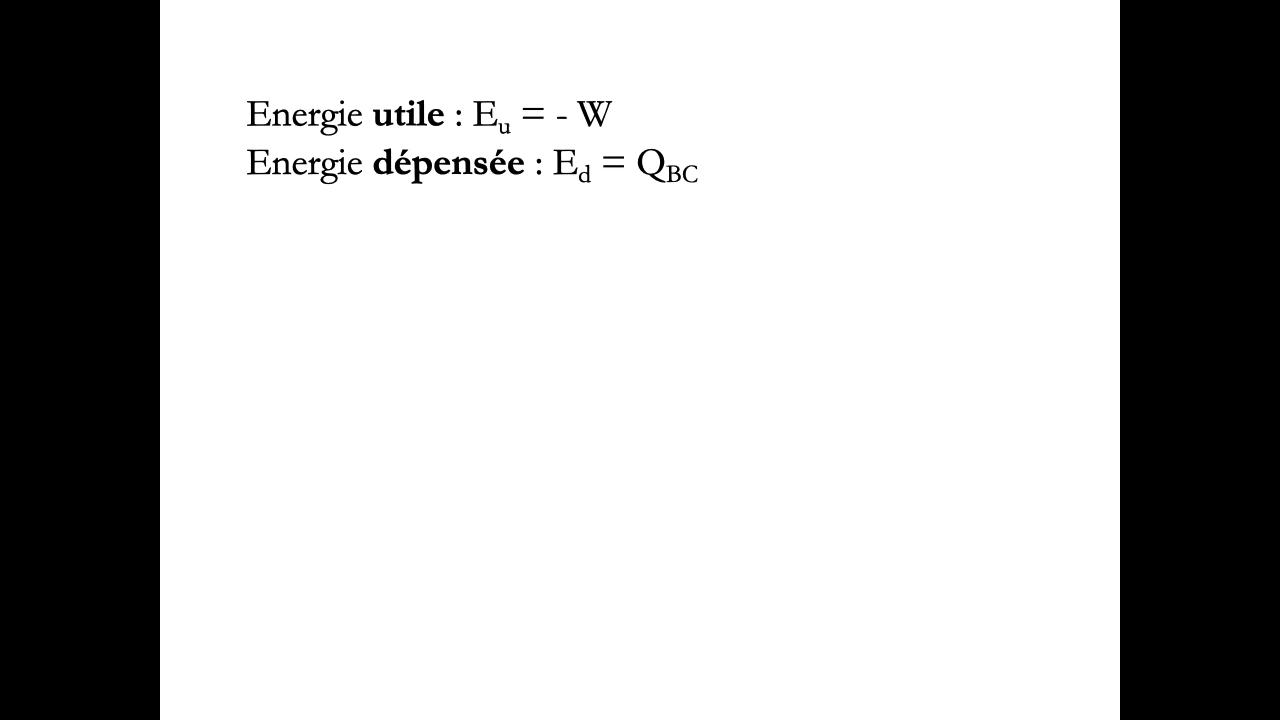 Energie utile : Eu = - W
Energie dépensée : Ed = QBC